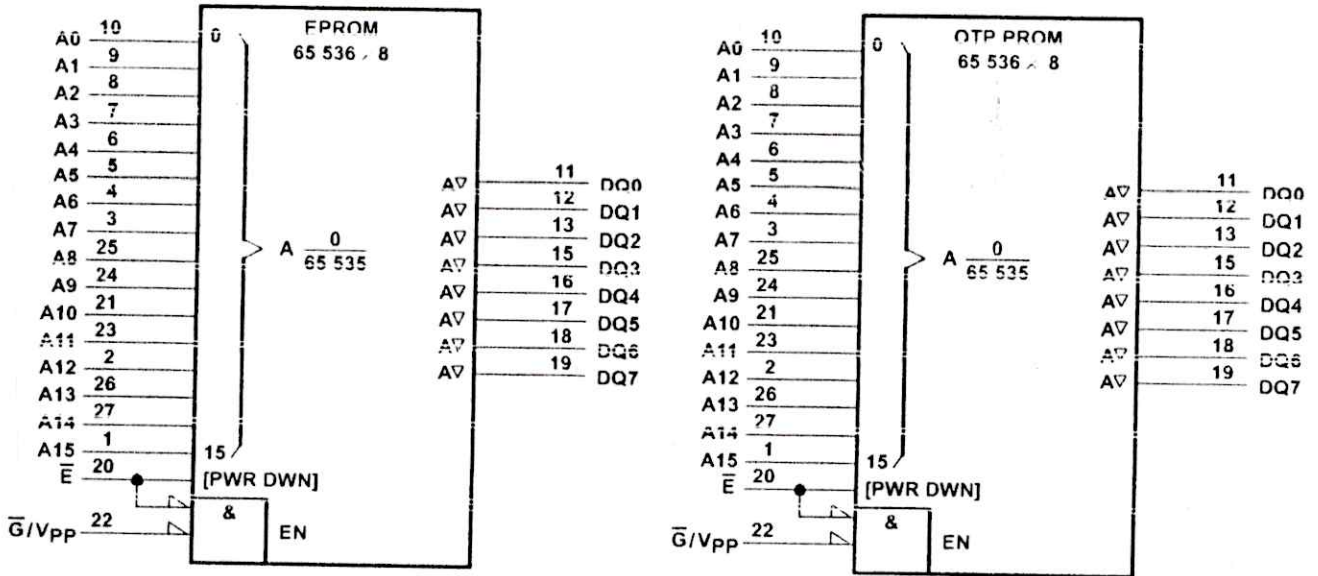 EPROM
65 536 × 8
A0 10 0
A1 9
A2 8
A3 7
A4 6
A5 5
A6 4
A7 3
A8 25
A9 24
A10 21
A11 23
A12 2
A13 26
A14 27
A15 1 15
E 20 [PWR DWN]
&
G/VPP 22 EN
A 0
65 535
A▽ 11 DQ0
A▽ 12 DQ1
A▽ 13 DQ2
A▽ 15 DQ3
A▽ 16 DQ4
A▽ 17 DQ5
A▽ 18 DQ6
A▽ 19 DQ7
OTP PROM
65 536 × 8
A0 10 0
A1 9
A2 8
A3 7
A4 6
A5 5
A6 4
A7 3
A8 25
A9 24
A10 21
A11 23
A12 2
A13 26
A14 27
A15 1 15
E 20 [PWR DWN]
&
G/VPP 22 EN
A 0
65 535
A▽ 11 DQ0
A▽ 12 DQ1
A▽ 13 DQ2
A▽ 15 DQ3
A▽ 16 DQ4
A▽ 17 DQ5
A▽ 18 DQ6
A▽ 19 DQ7